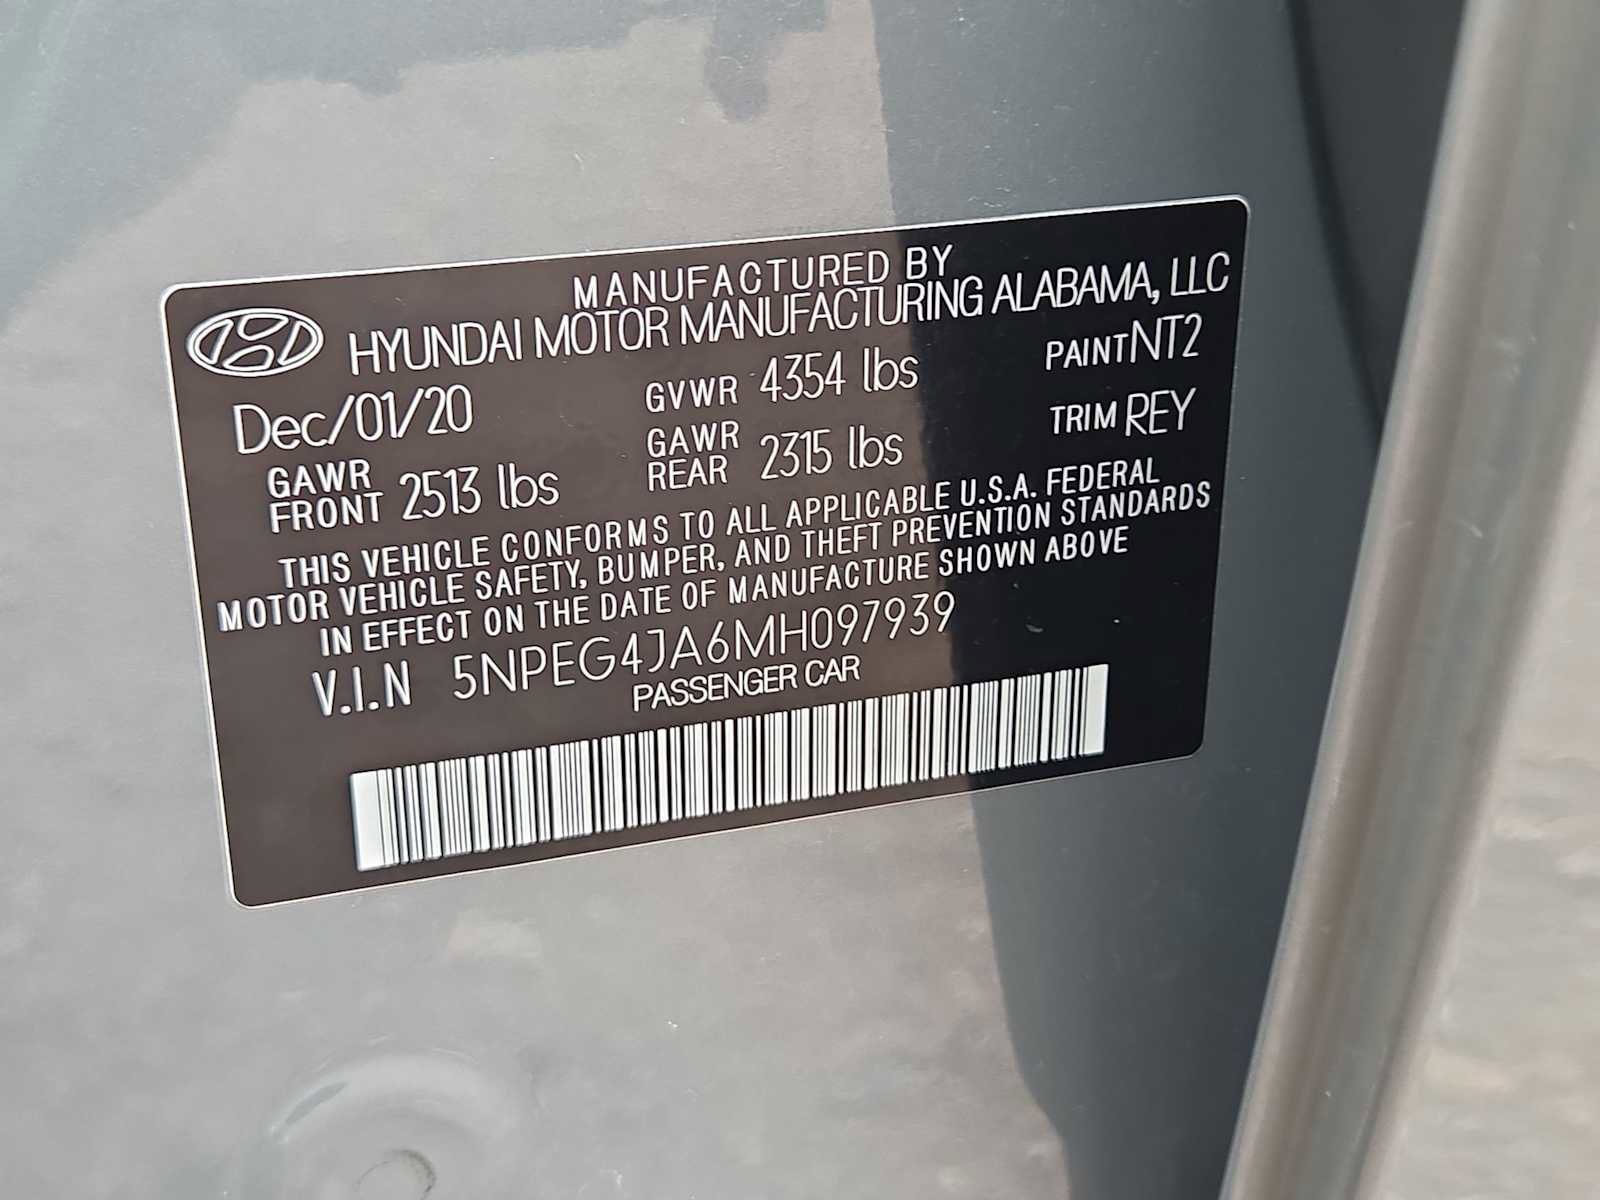 MANUFACTURED BY
HYUNDAI MOTOR MANUFACTURING ALABAMA, LLC
Dec/01/20 GVWR 4354 lbs PAINT NT2
GAWR FRONT 2513 lbs GAWR REAR 2315 lbs TRIM REY
THIS VEHICLE CONFORMS TO ALL APPLICABLE U.S.A. FEDERAL
MOTOR VEHICLE SAFETY, BUMPER, AND THEFT PREVENTION STANDARDS
IN EFFECT ON THE DATE OF MANUFACTURE SHOWN ABOVE
V.I.N 5NPEG4JA6MH097939
PASSENGER CAR